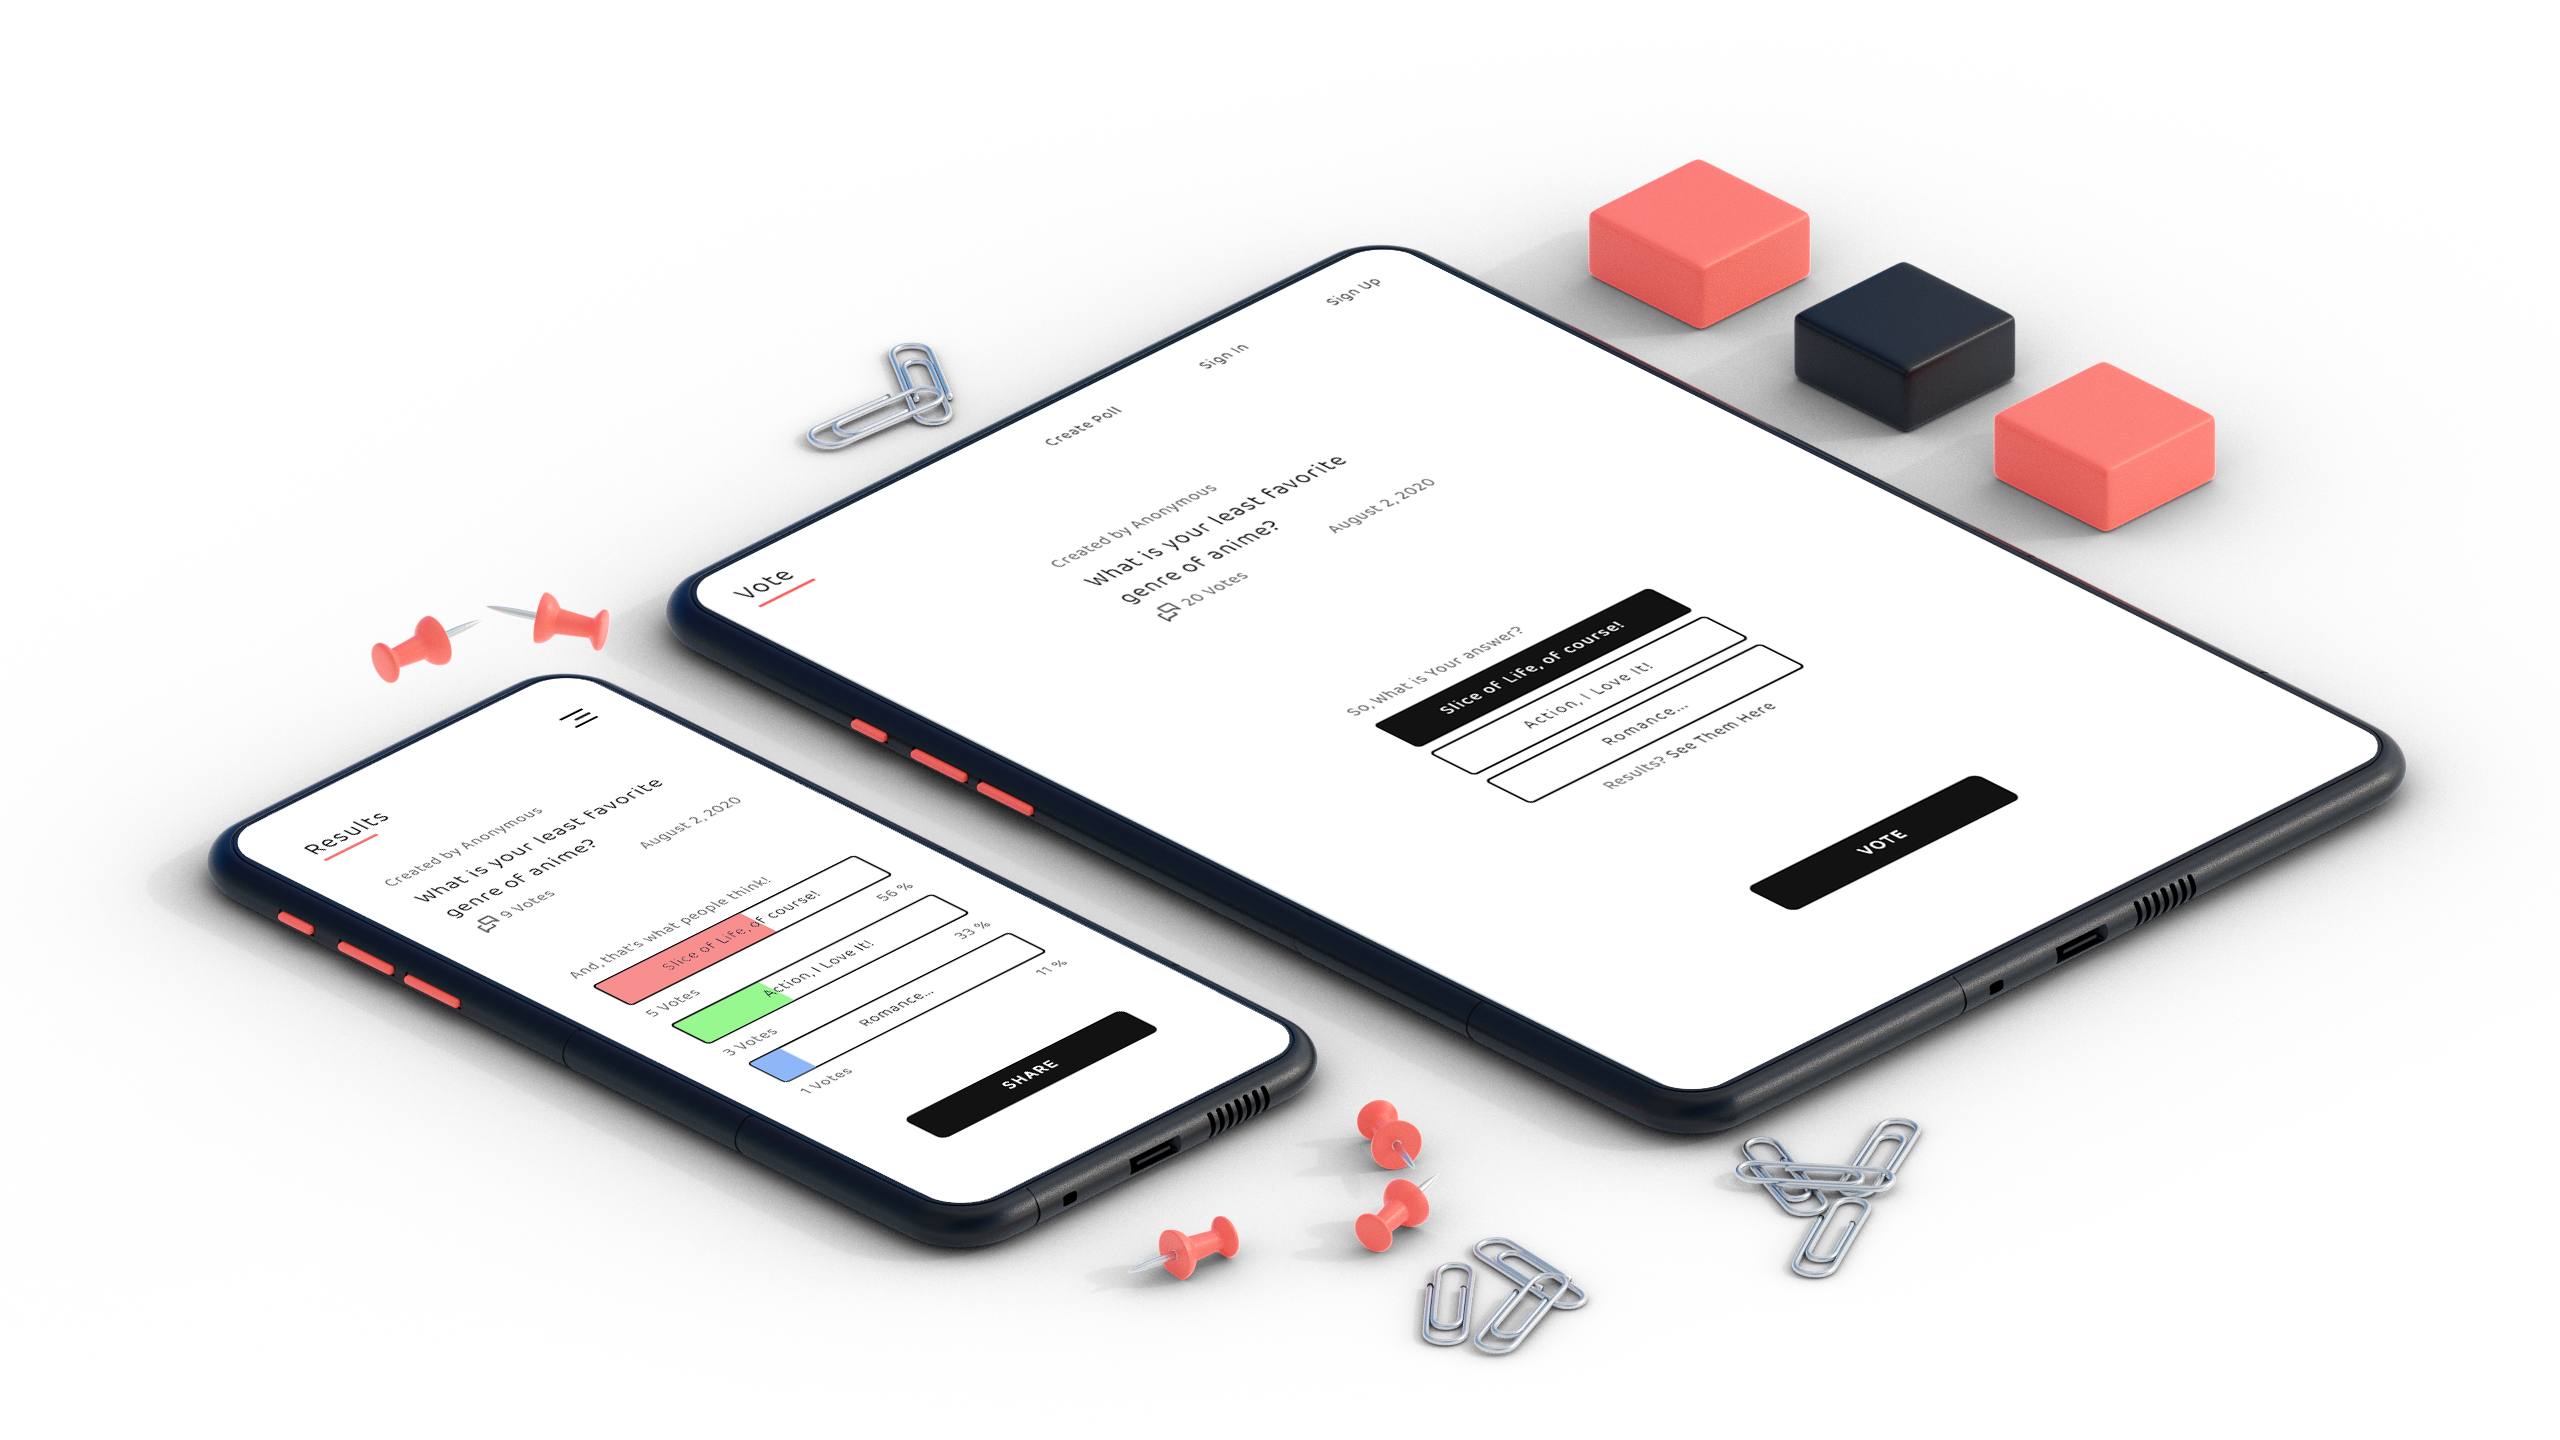 Vote
Create Poll
Sign In
Sign Up
Created by Anonymous
What is your least favorite
genre of anime?
20 Votes
August 2, 2020
So, What is Your answer?
Slice of Life, of course!
Action, I Love It!
Romance...
Results? See Them Here
VOTE
Results
Created by Anonymous
What is your least favorite
genre of anime?
9 Votes
August 2, 2020
And, that's what people think!
Slice of Life, of course!
5 Votes
56 %
Action, I Love It!
3 Votes
33 %
Romance...
1 Votes
11 %
SHARE